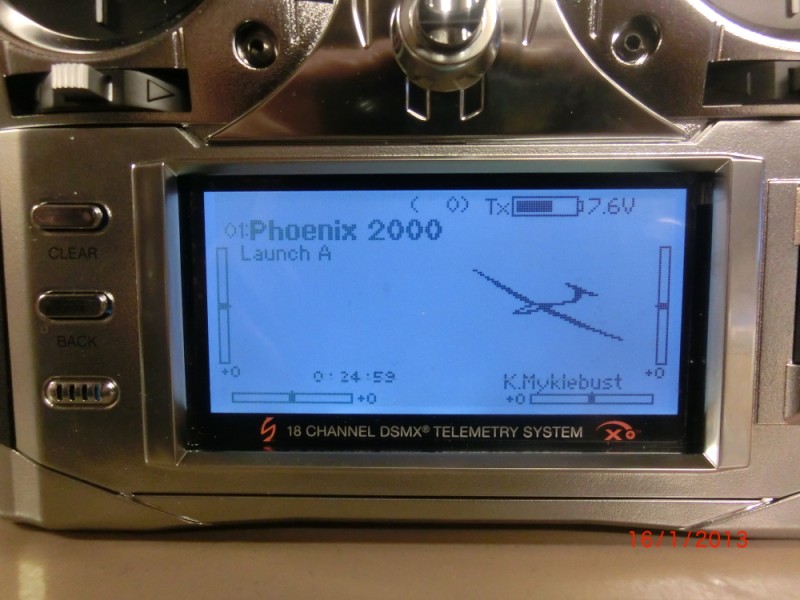 ( 0) Tx 7.6V
01:Phoenix 2000
Launch A
CLEAR
BACK
+0 +0
0:24:59 K.Myklebust
+0 +0
18 CHANNEL DSMX® TELEMETRY SYSTEM X+
16/1/2013